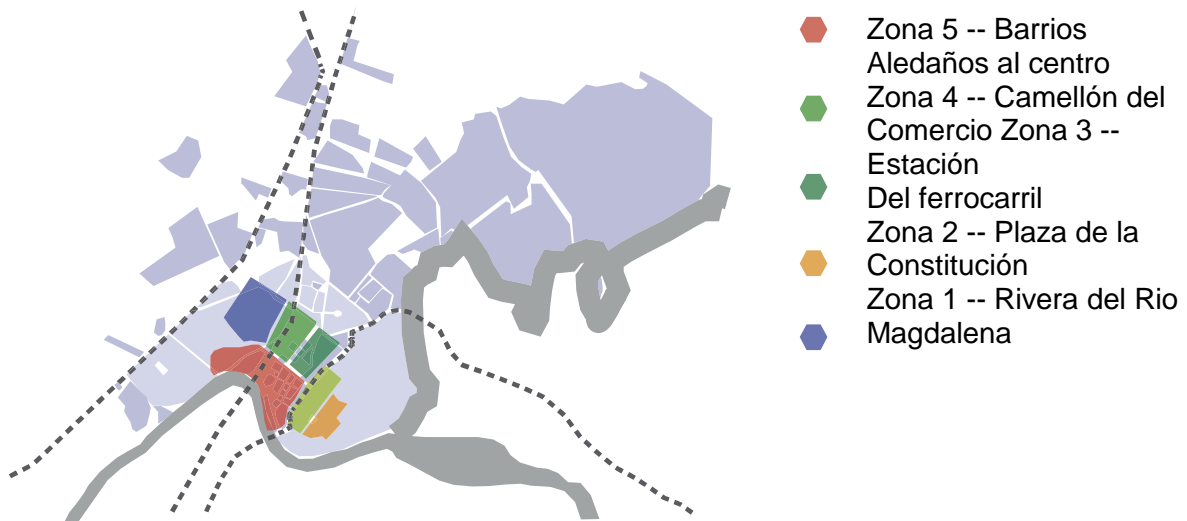 Zona 5 -- Barrios
Aledaños al centro
Zona 4 -- Camellón del
Comercio Zona 3 --
Estación
Del ferrocarril
Zona 2 -- Plaza de la
Constitución
Zona 1 -- Rivera del Rio
Magdalena